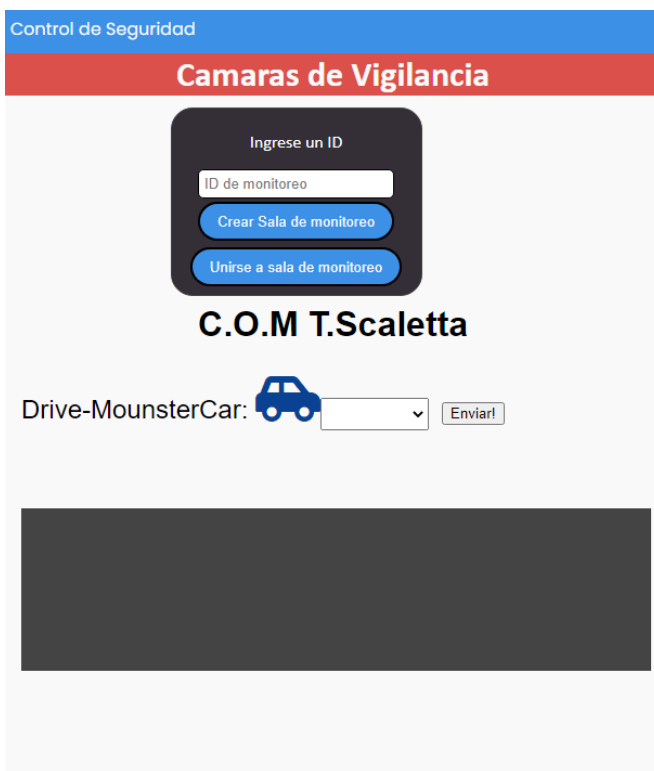 Control de Seguridad
Camaras de Vigilancia
Ingrese un ID
ID de monitoreo
Crear Sala de monitoreo
Unirse a sala de monitoreo
C.O.M T.Scaletta
Drive-MounsterCar: Enviar!